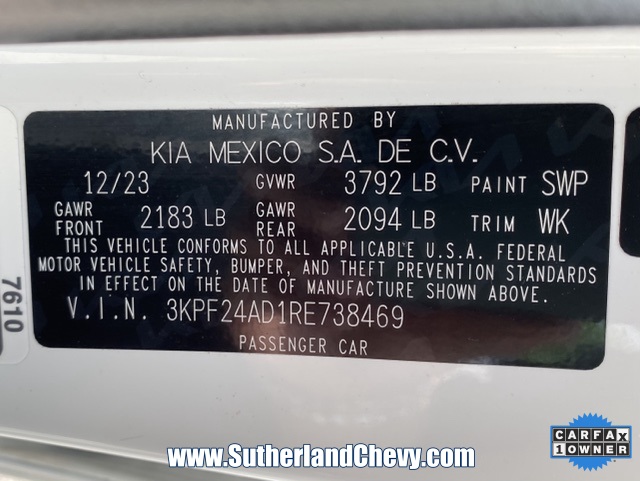 MANUFACTURED BY
KIA MEXICO S.A. DE C.V.
12/23 GVWR 3792 LB PAINT SWP
GAWR FRONT 2183 LB GAWR REAR 2094 LB TRIM WK
THIS VEHICLE CONFORMS TO ALL APPLICABLE U.S.A. FEDERAL
MOTOR VEHICLE SAFETY, BUMPER, AND THEFT PREVENTION STANDARDS
IN EFFECT ON THE DATE OF MANUFACTURE SHOWN ABOVE.
V.I.N. 3KPF24AD1RE738469
PASSENGER CAR
7610
www.SutherlandChevy.com
CARFAX
1 OWNER